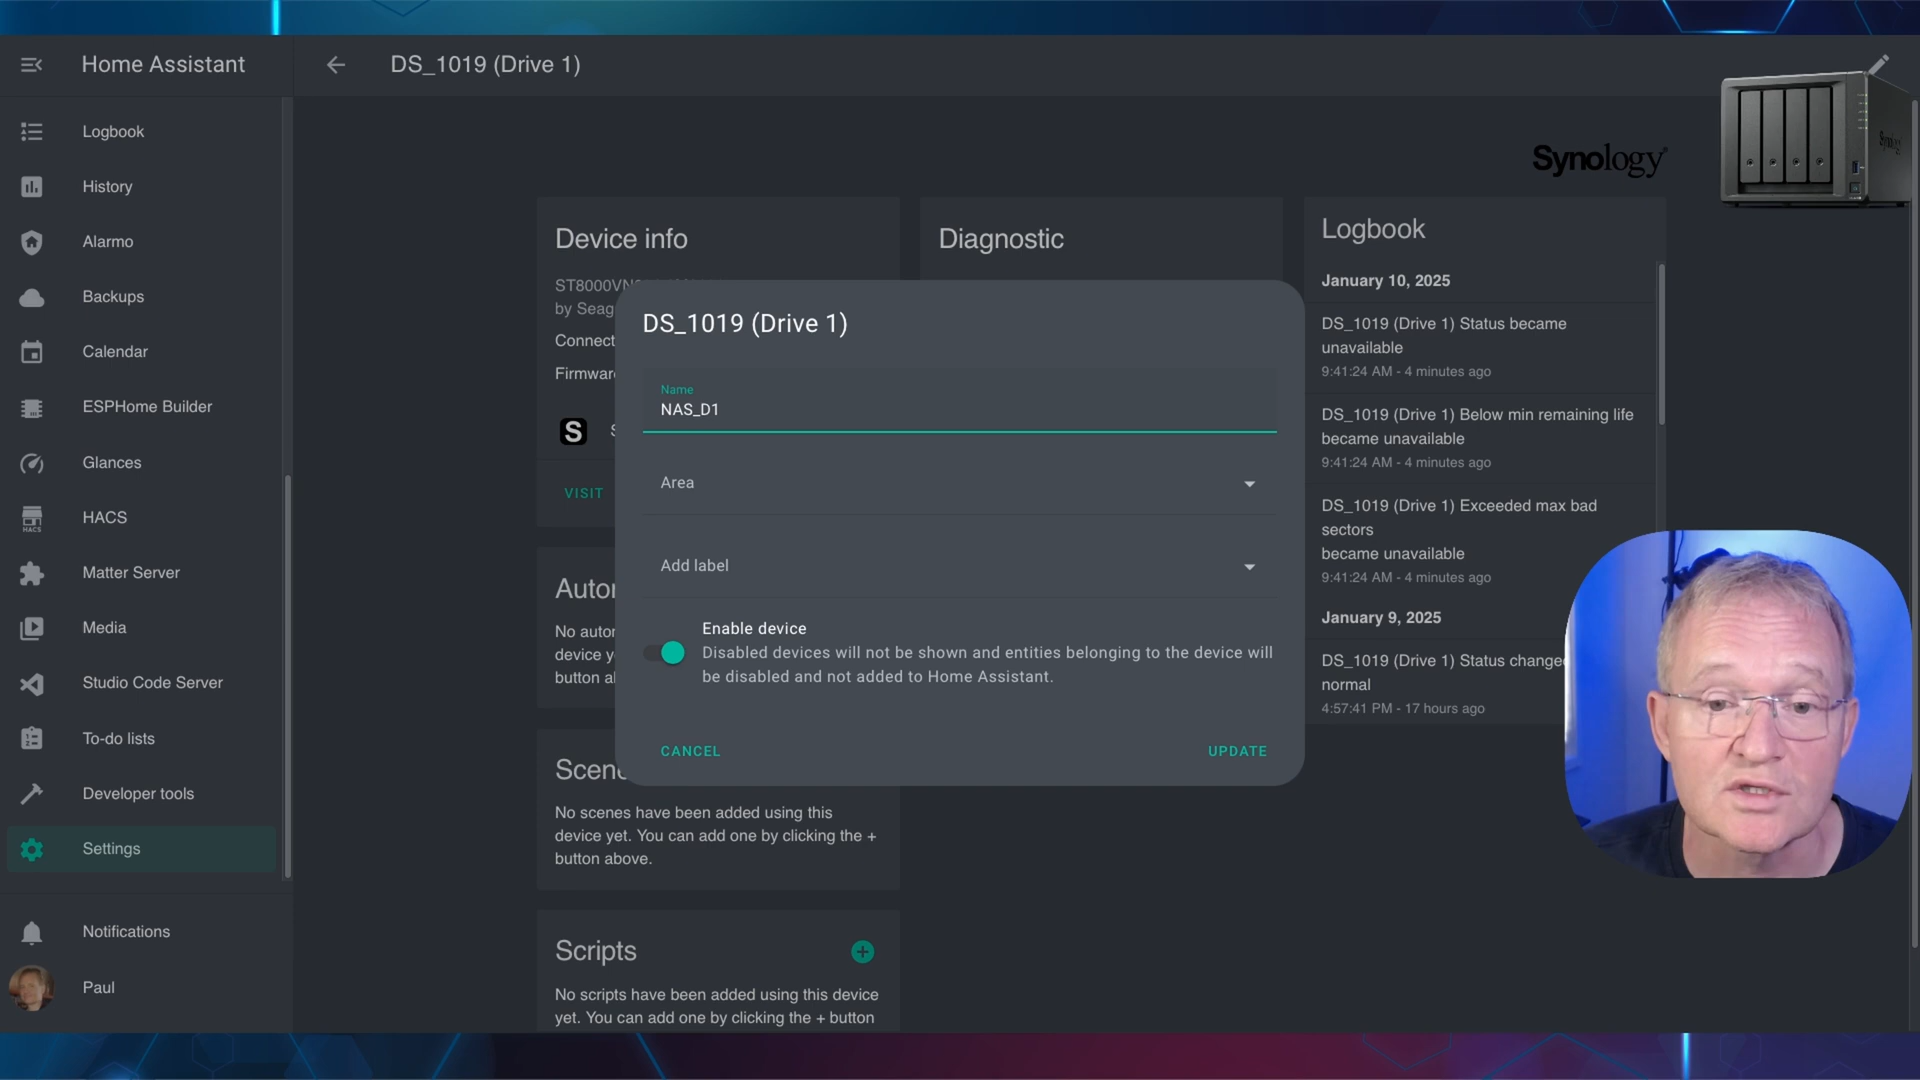 Home Assistant
DS_1019 (Drive 1)
Logbook
History
Alarmo
Backups
Calendar
ESPHome Builder
Glances
HACS
HACS
Matter Server
Media
Studio Code Server
To-do lists
Developer tools
Settings
Notifications
Paul
Synology
Device info
ST8000VN
by Seag
Connect
Firmwar
S
VISIT
Autor
No autor
device y
button a
Scene
No scenes have been added using this
device yet. You can add one by clicking the +
button above.
Scripts
No scripts have been added using this device
yet. You can add one by clicking the + button
Diagnostic
DS_1019 (Drive 1)
Name
NAS_D1
Area
Add label
Enable device
Disabled devices will not be shown and entities belonging to the device will
be disabled and not added to Home Assistant.
CANCEL
UPDATE
Logbook
January 10, 2025
DS_1019 (Drive 1) Status became
unavailable
9:41:24 AM - 4 minutes ago
DS_1019 (Drive 1) Below min remaining life
became unavailable
9:41:24 AM - 4 minutes ago
DS_1019 (Drive 1) Exceeded max bad
sectors
became unavailable
9:41:24 AM - 4 minutes ago
January 9, 2025
DS_1019 (Drive 1) Status change
normal
4:57:41 PM - 17 hours ago